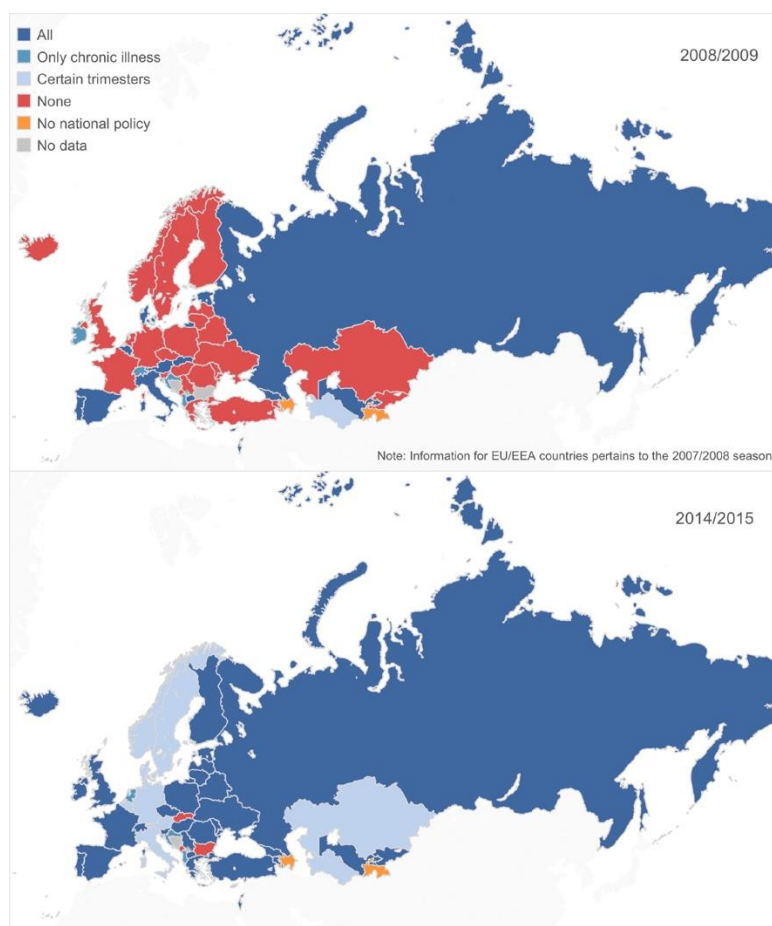 All
Only chronic illness
Certain trimesters
None
No national policy
No data
2008/2009
Note: Information for EU/EEA countries pertains to the 2007/2008 season
2014/2015